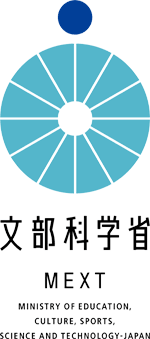 文部科学省
MEXT
MINISTRY OF EDUCATION,
CULTURE, SPORTS,
SCIENCE AND TECHNOLOGY-JAPAN